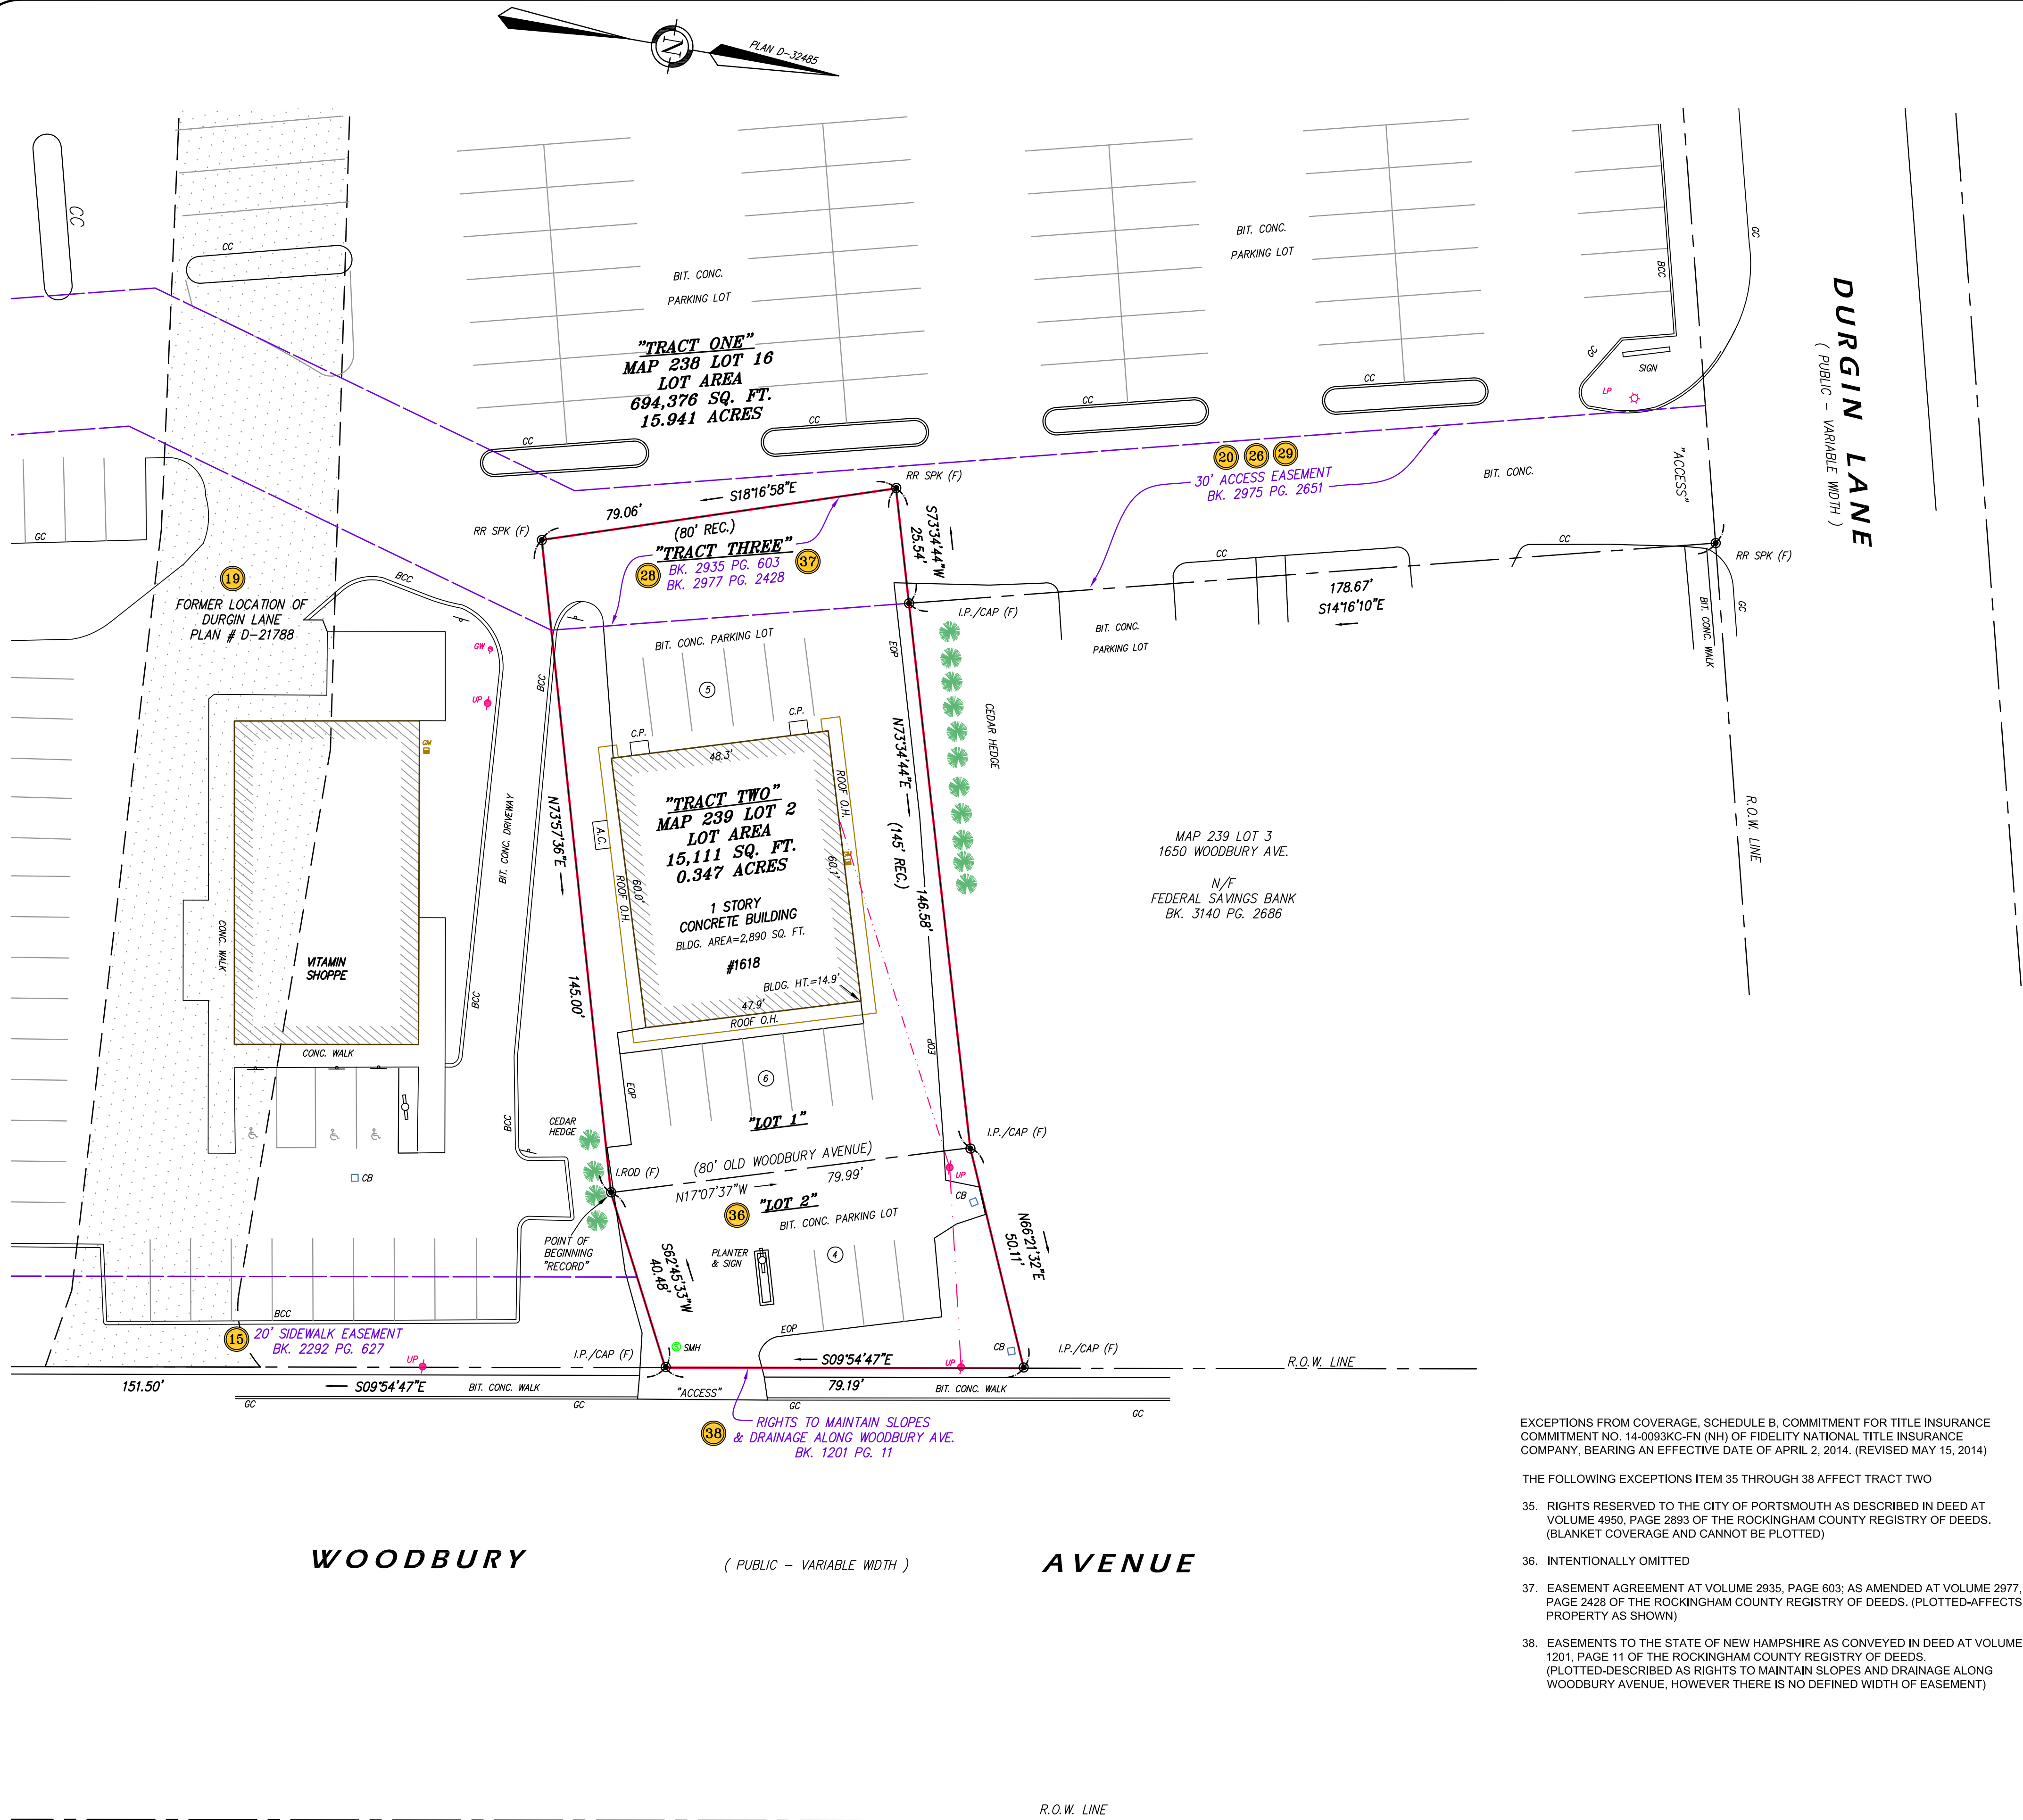 N
PLAN D-32485
CC
CC
BIT. CONC.
PARKING LOT
BIT. CONC.
PARKING LOT
GC
BCC
GC
SIGN
LP
DURGIN LANE
( PUBLIC - VARIABLE WIDTH )
"TRACT ONE"
MAP 238 LOT 16
LOT AREA
694,376 SQ. FT.
15.941 ACRES
CC
CC
CC
CC
20 26 29
30' ACCESS EASEMENT
BK. 2975 PG. 2651
BIT. CONC.
"ACCESS"
RR SPK (F)
S18°16'58"E
79.06'
(80' REC.)
RR SPK (F)
S73°34'44"W
25.54'
"TRACT THREE"
28
BK. 2935 PG. 603
BK. 2977 PG. 2428
37
CC
CC
RR SPK (F)
178.67'
S14°16'10"E
I.P./CAP (F)
BIT. CONC.
PARKING LOT
BIT. CONC. WALK
GC
GC
19
FORMER LOCATION OF
DURGIN LANE
PLAN # D-21788
BCC
GW
UP
GM
BCC
BIT. CONC. PARKING LOT
5
EOP
C.P.
C.P.
48.3'
CEDAR HEDGE
N73°34'44"E
(145' REC.)
146.58'
ROOF O.H.
"TRACT TWO"
MAP 239 LOT 2
LOT AREA
15,111 SQ. FT.
0.347 ACRES
60.1'
A.C.
60.0'
ROOF O.H.
1 STORY
CONCRETE BUILDING
BLDG. AREA=2,890 SQ. FT.
#1618
BLDG. HT.=14.9'
47.9'
ROOF O.H.
N73°57'36"E
145.00'
BIT. CONC. DRIVEWAY
MAP 239 LOT 3
1650 WOODBURY AVE.
N/F
FEDERAL SAVINGS BANK
BK. 3140 PG. 2686
R.O.W. LINE
CONC. WALK
VITAMIN
SHOPPE
BCC
CONC. WALK
EOP
EOP
6
"LOT 1"
BCC
CEDAR
HEDGE
I.P./CAP (F)
(80' OLD WOODBURY AVENUE)
I.ROD (F)
N17°07'37"W
79.99'
UP
CB
CB
36
"LOT 2"
BIT. CONC. PARKING LOT
4
POINT OF
BEGINNING
"RECORD"
S62°45'33"W
40.48'
PLANTER
& SIGN
N66°21'32"E
50.11'
BCC
15
20' SIDEWALK EASEMENT
BK. 2292 PG. 627
UP
EOP
SMH
I.P./CAP (F)
S09°54'47"E
UP
CB
I.P./CAP (F)
R.O.W. LINE
151.50'
S09°54'47"E
BIT. CONC. WALK
"ACCESS"
79.19'
BIT. CONC. WALK
GC
GC
GC
GC
38
RIGHTS TO MAINTAIN SLOPES
& DRAINAGE ALONG WOODBURY AVE.
BK. 1201 PG. 11
WOODBURY
( PUBLIC - VARIABLE WIDTH )
AVENUE
EXCEPTIONS FROM COVERAGE, SCHEDULE B, COMMITMENT FOR TITLE INSURANCE
COMMITMENT NO. 14-0093KC-FN (NH) OF FIDELITY NATIONAL TITLE INSURANCE
COMPANY, BEARING AN EFFECTIVE DATE OF APRIL 2, 2014. (REVISED MAY 15, 2014)
THE FOLLOWING EXCEPTIONS ITEM 35 THROUGH 38 AFFECT TRACT TWO
35. RIGHTS RESERVED TO THE CITY OF PORTSMOUTH AS DESCRIBED IN DEED AT
VOLUME 4950, PAGE 2893 OF THE ROCKINGHAM COUNTY REGISTRY OF DEEDS.
(BLANKET COVERAGE AND CANNOT BE PLOTTED)
36. INTENTIONALLY OMITTED
37. EASEMENT AGREEMENT AT VOLUME 2935, PAGE 603; AS AMENDED AT VOLUME 2977,
PAGE 2428 OF THE ROCKINGHAM COUNTY REGISTRY OF DEEDS. (PLOTTED-AFFECTS
PROPERTY AS SHOWN)
38. EASEMENTS TO THE STATE OF NEW HAMPSHIRE AS CONVEYED IN DEED AT VOLUME
1201, PAGE 11 OF THE ROCKINGHAM COUNTY REGISTRY OF DEEDS.
(PLOTTED-DESCRIBED AS RIGHTS TO MAINTAIN SLOPES AND DRAINAGE ALONG
WOODBURY AVENUE, HOWEVER THERE IS NO DEFINED WIDTH OF EASEMENT)
R.O.W. LINE